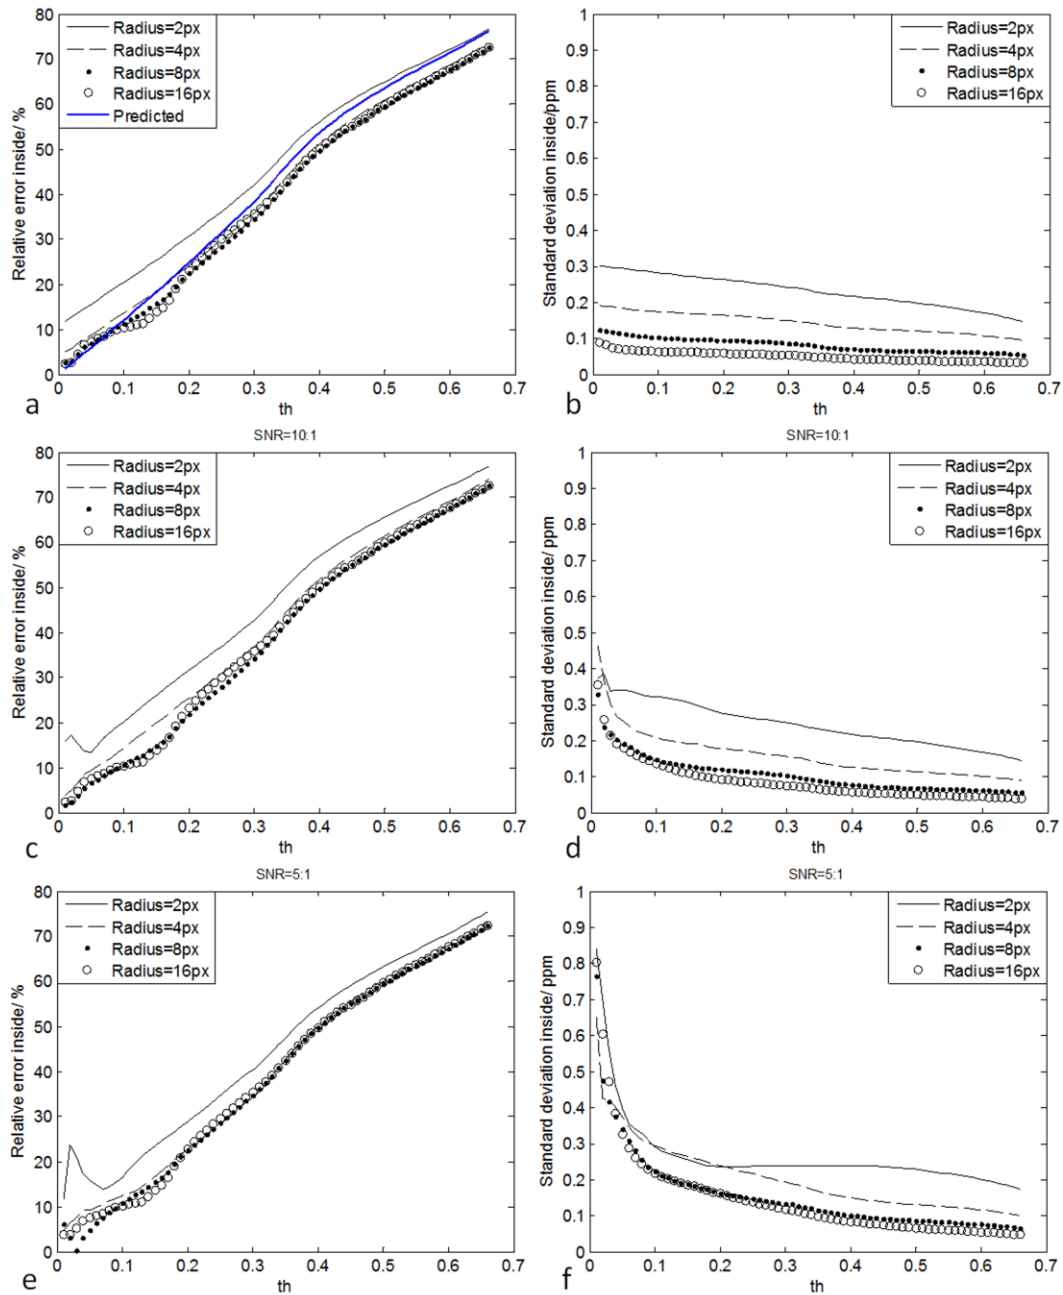 80
70
60
50
40
30
20
10
0
Relative error inside/ %
Radius=2px
Radius=4px
Radius=8px
Radius=16px
Predicted
0 0.1 0.2 0.3 0.4 0.5 0.6 0.7
th
a
1
0.9
0.8
0.7
0.6
0.5
0.4
0.3
0.2
0.1
0
Standard deviation inside/ppm
Radius=2px
Radius=4px
Radius=8px
Radius=16px
0 0.1 0.2 0.3 0.4 0.5 0.6 0.7
th
b
SNR=10:1
80
70
60
50
40
30
20
10
0
Relative error inside/ %
Radius=2px
Radius=4px
Radius=8px
Radius=16px
0 0.1 0.2 0.3 0.4 0.5 0.6 0.7
th
c
SNR=10:1
1
0.9
0.8
0.7
0.6
0.5
0.4
0.3
0.2
0.1
0
Standard deviation inside/ ppm
Radius=2px
Radius=4px
Radius=8px
Radius=16px
0 0.1 0.2 0.3 0.4 0.5 0.6 0.7
th
d
SNR=5:1
80
70
60
50
40
30
20
10
0
Relative error inside/ %
Radius=2px
Radius=4px
Radius=8px
Radius=16px
0 0.1 0.2 0.3 0.4 0.5 0.6 0.7
th
e
SNR=5:1
1
0.9
0.8
0.7
0.6
0.5
0.4
0.3
0.2
0.1
0
Standard deviation inside/ ppm
Radius=2px
Radius=4px
Radius=8px
Radius=16px
0 0.1 0.2 0.3 0.4 0.5 0.6 0.7
th
f